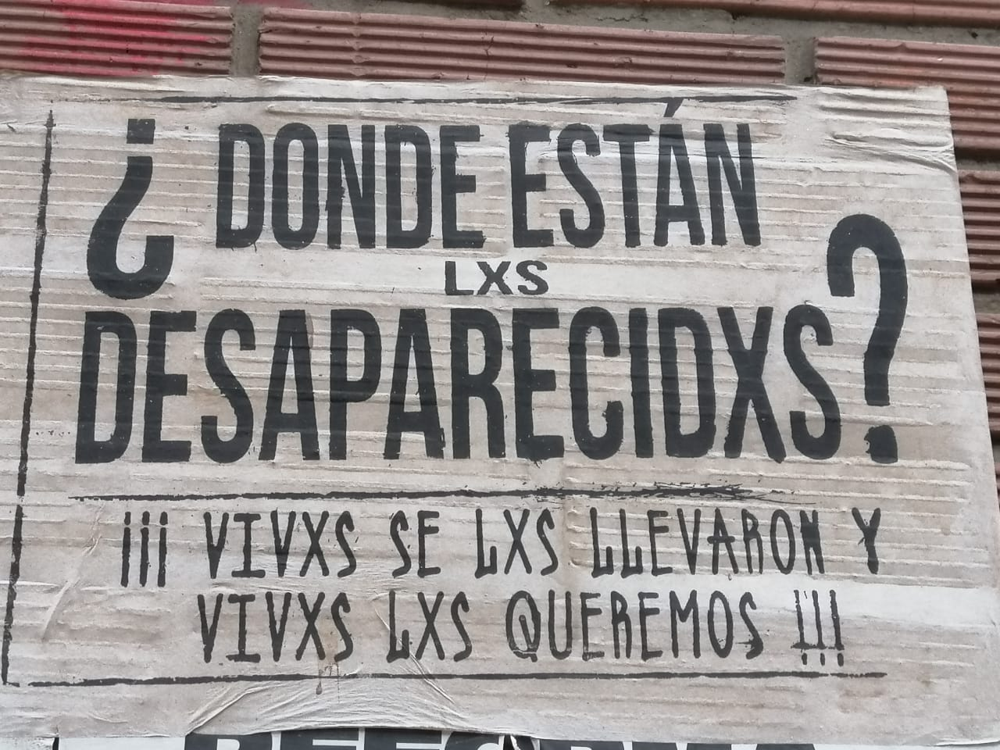 ¿ DONDE ESTÁN
LXS
DESAPARECIDXS?
¡¡¡ VIVXS SE LXS LLEVARON Y
VIVXS LXS QUEREMOS !!!